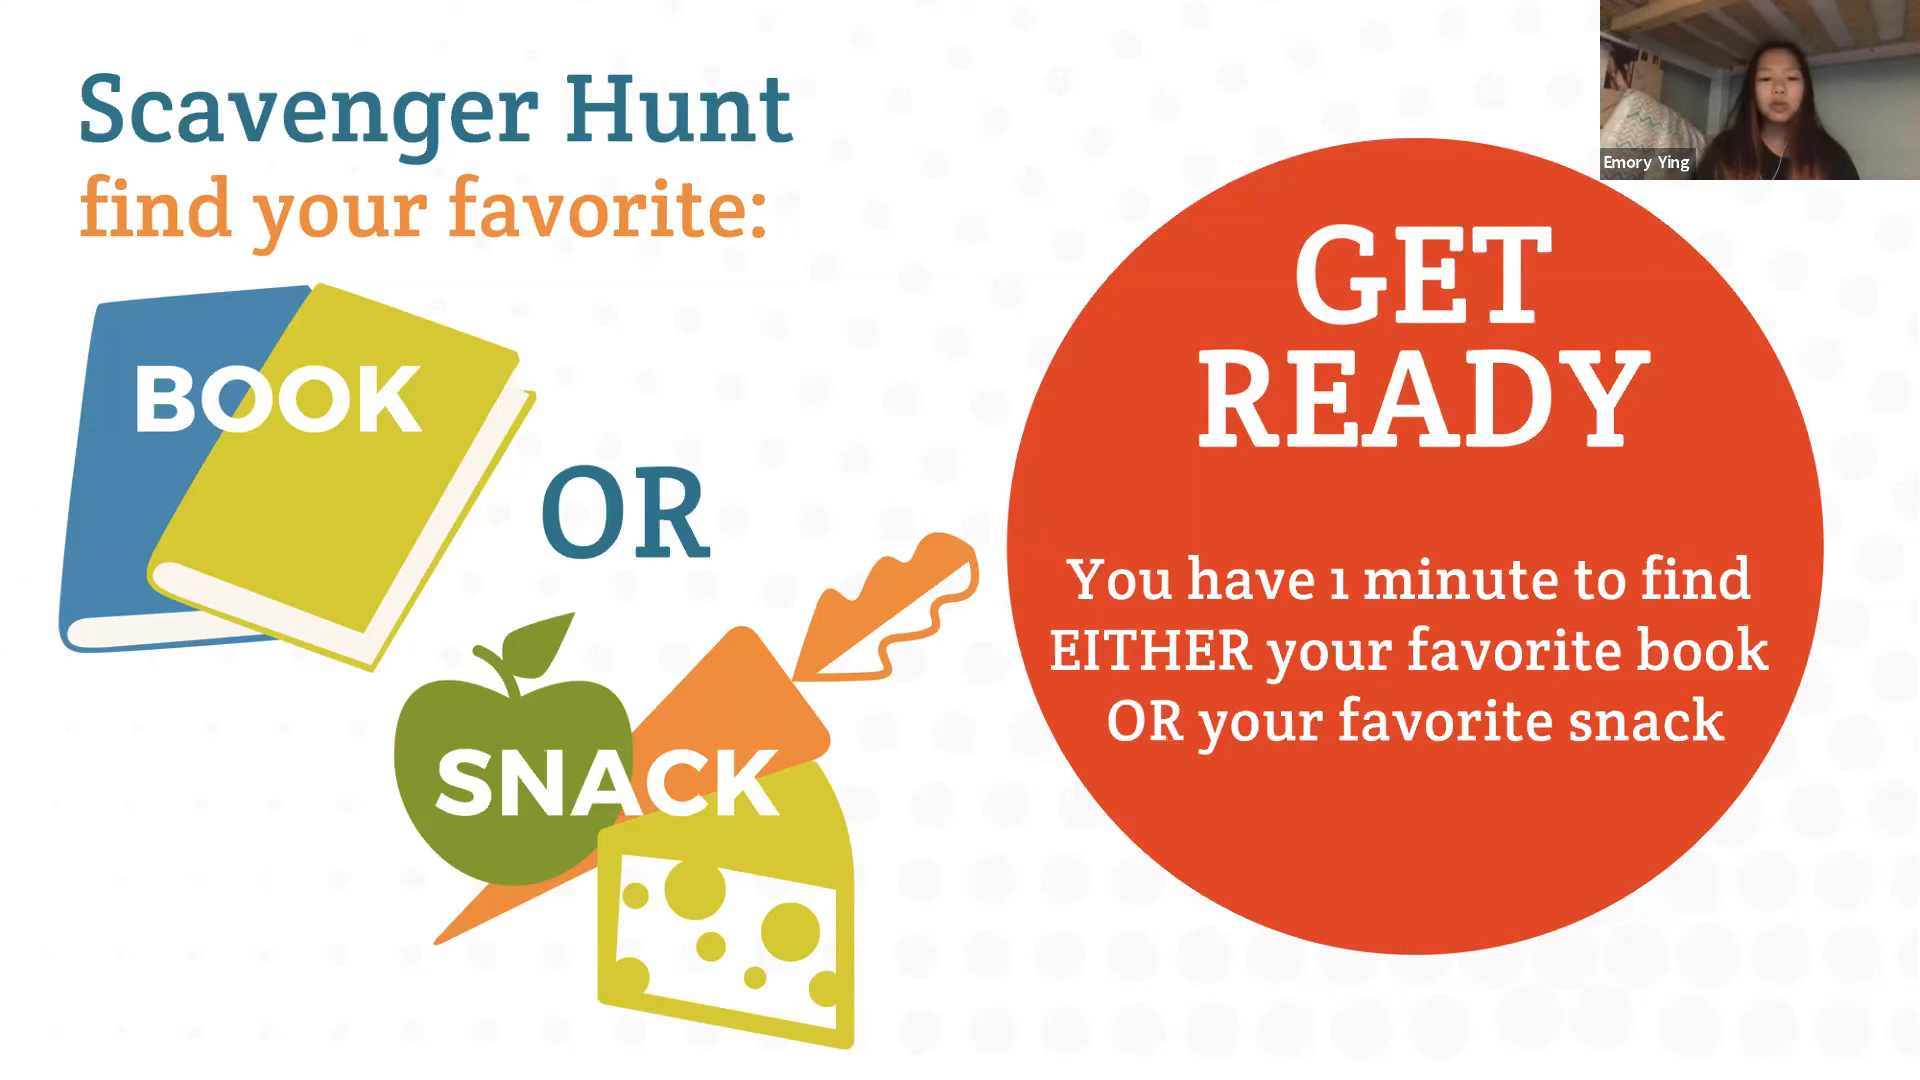 Scavenger Hunt
find your favorite:
BOOK
OR
SNACK
GET
READY
You have 1 minute to find
EITHER your favorite book
OR your favorite snack
Emory Ying